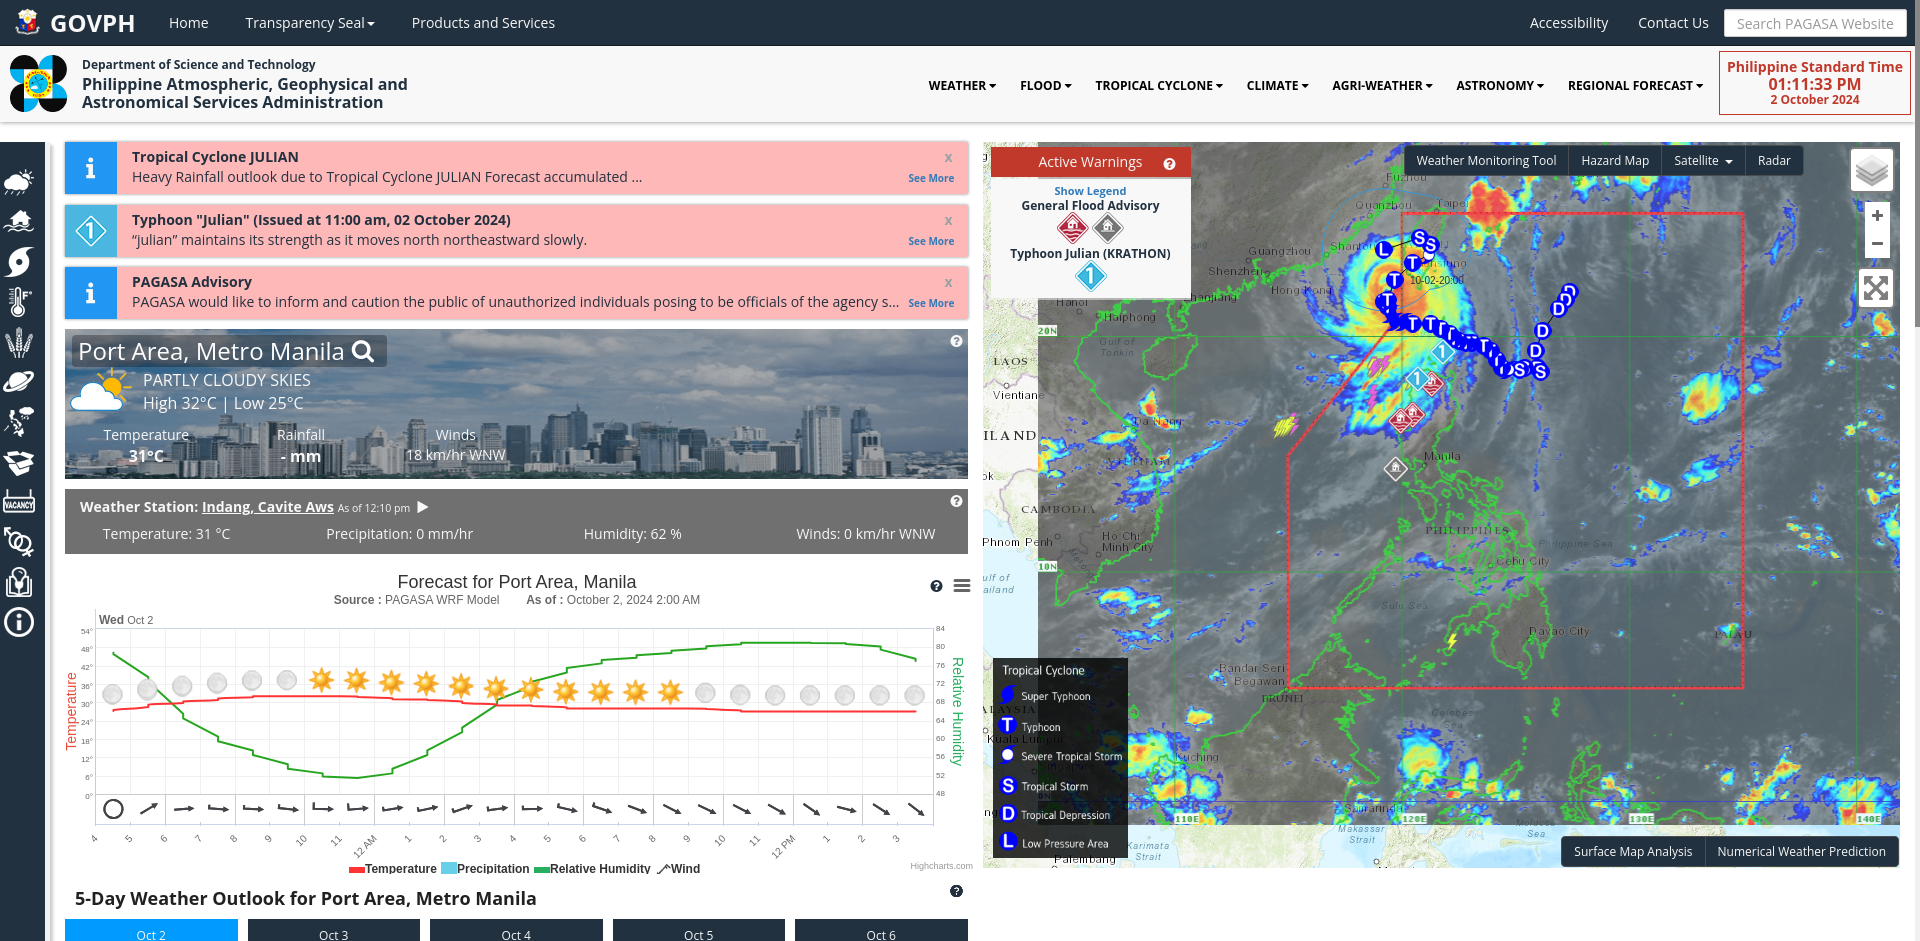 GOVPH
Home
Transparency Seal
Products and Services
Accessibility
Contact Us
Search PAGASA Website
Department of Science and Technology
Philippine Atmospheric, Geophysical and
Astronomical Services Administration
WEATHER
FLOOD
TROPICAL CYCLONE
CLIMATE
AGRI-WEATHER
ASTRONOMY
REGIONAL FORECAST
Philippine Standard Time
01:11:33 PM
2 October 2024
Tropical Cyclone JULIAN
x
Heavy Rainfall outlook due to Tropical Cyclone JULIAN Forecast accumulated ...
See More
1
Typhoon "Julian" (Issued at 11:00 am, 02 October 2024)
x
“julian” maintains its strength as it moves north northeastward slowly.
See More
PAGASA Advisory
x
PAGASA would like to inform and caution the public of unauthorized individuals posing to be officials of the agency s...
See More
VACANCY
Port Area, Metro Manila
PARTLY CLOUDY SKIES
High 32°C | Low 25°C
Temperature
31°C
Rainfall
- mm
Winds
18 km/hr WNW
Weather Station: Indang, Cavite Aws As of 12:10 pm
Temperature: 31 °C
Precipitation: 0 mm/hr
Humidity: 62 %
Winds: 0 km/hr WNW
Forecast for Port Area, Manila
Source : PAGASA WRF Model As of : October 2, 2024 2:00 AM
Wed Oct 2
Temperature
54°
48°
42°
36°
30°
24°
18°
12°
6°
0°
84
80
76
72
68
64
60
56
52
48
Relative Humidity
4
5
6
7
8
9
10
11
12 AM
1
2
3
4
5
6
7
8
9
10
11
12 PM
1
2
3
Temperature
Precipitation
Relative Humidity
Wind
Highcharts.com
5-Day Weather Outlook for Port Area, Metro Manila
Oct 2
Oct 3
Oct 4
Oct 5
Oct 6
Active Warnings
Show Legend
General Flood Advisory
Typhoon Julian (KRATHON)
1
Weather Monitoring Tool
Hazard Map
Satellite
Radar
+
−
Fuzhou
Quanzhou
Taipei
Guangzhou
Shenzhen
Hong Kong
Zhanjiang
Hanoi
Haiphong
Gulf of
Tonkin
10-02-20:00
20N
LAOS
Vientiane
Da Nang
VIETNAM
CAMBODIA
Phnom Penh
Ho Chi
Minh City
Manila
PHILIPPINES
Philippine Sea
Cebu City
10N
Sulu Sea
Davao City
PALAU
Bandar Seri
Begawan
BRUNEI
Celebes
Sea
Kuala Lumpur
Kuching
Samarinda
110E
120E
130E
140E
Makassar
Strait
Karimata
Strait
Palembang
Tropical Cyclone
Super Typhoon
T Typhoon
Severe Tropical Storm
S Tropical Storm
D Tropical Depression
L Low Pressure Area
Surface Map Analysis
Numerical Weather Prediction